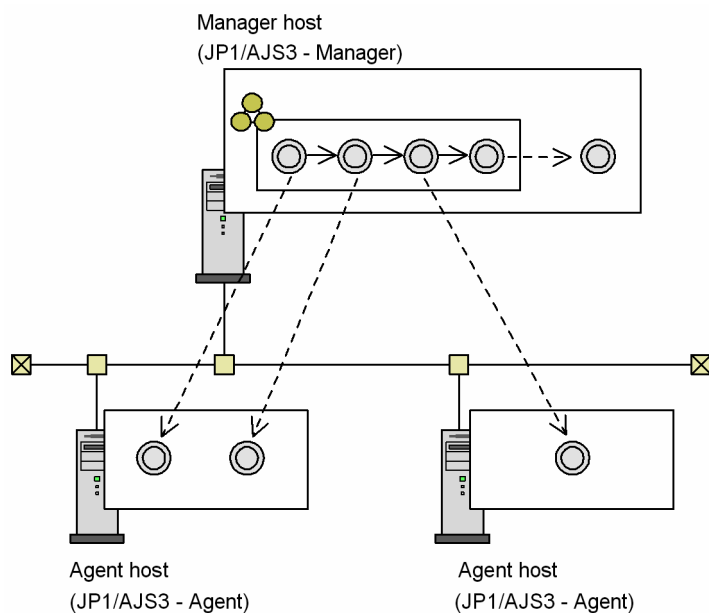 Manager host
(JP1/AJS3 - Manager)
Agent host
(JP1/AJS3 - Agent)
Agent host
(JP1/AJS3 - Agent)